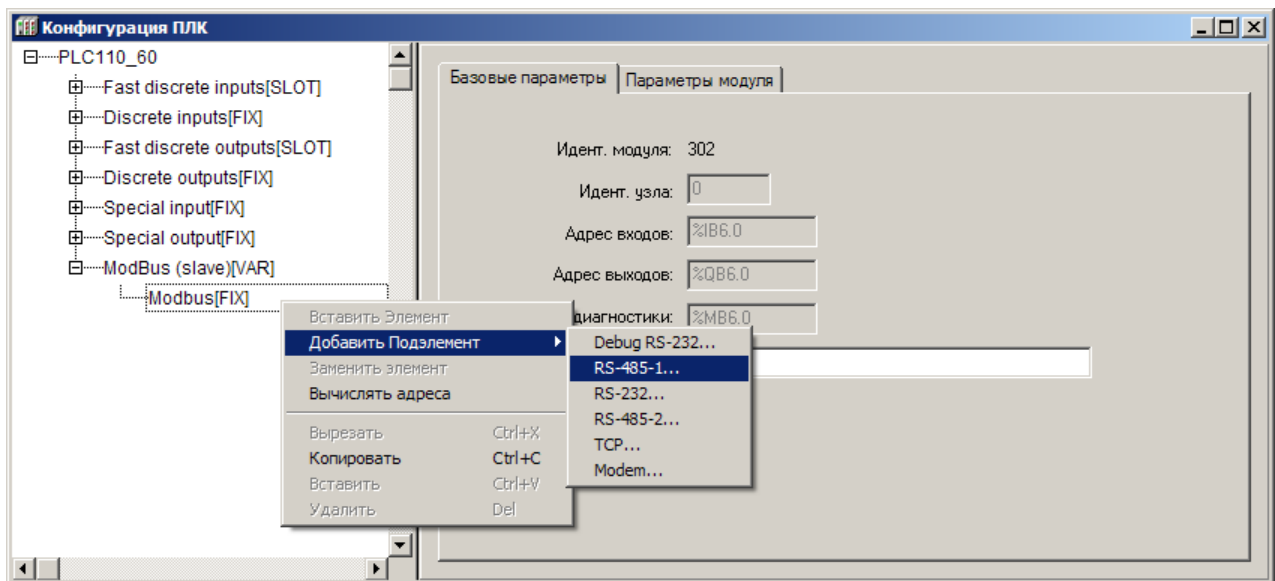 Конфигурация ПЛК
PLC110_60
Fast discrete inputs[SLOT]
Discrete inputs[FIX]
Fast discrete outputs[SLOT]
Discrete outputs[FIX]
Special input[FIX]
Special output[FIX]
ModBus (slave)[VAR]
Modbus[FIX]
Базовые параметры Параметры модуля
Идент. модуля: 302
Идент. узла: 0
Адрес входов: %IB6.0
Адрес выходов: %QB6.0
диагностики: %MB6.0
Вставить Элемент
Добавить Подэлемент
Заменить элемент
Вычислять адреса
Вырезать Ctrl+X
Копировать Ctrl+C
Вставить Ctrl+V
Удалить Del
Debug RS-232...
RS-485-1...
RS-232...
RS-485-2...
TCP...
Modem...